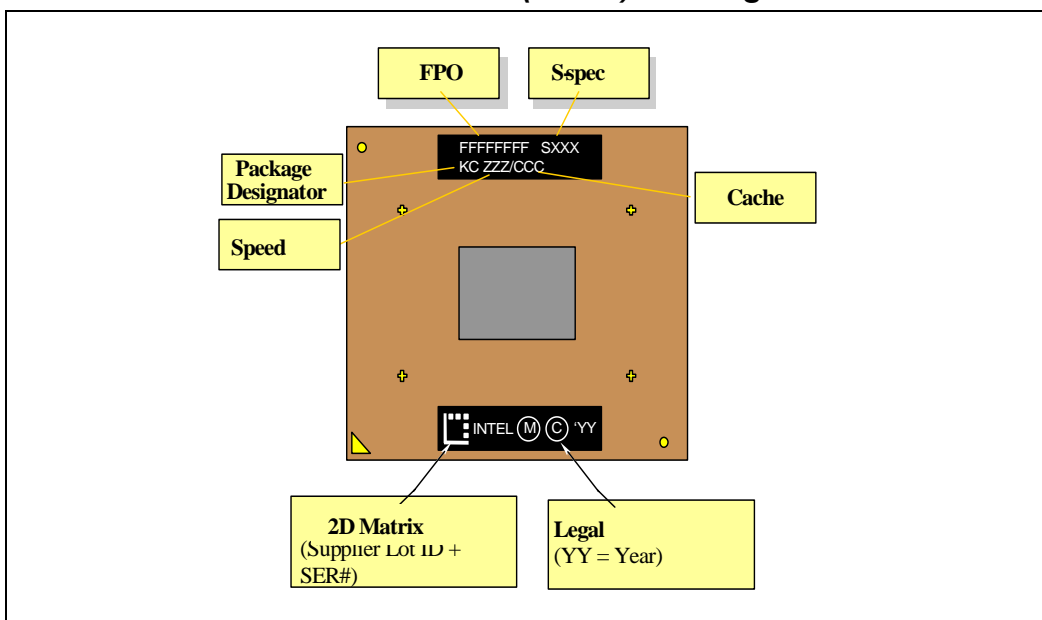 FPO
S-spec
FFFFFFFF SXXX
KC ZZZ/CCC
Package
Designator
Cache
Speed
INTEL M C 'YY
2D Matrix
(Supplier Lot ID +
SER#)
Legal
(YY = Year)